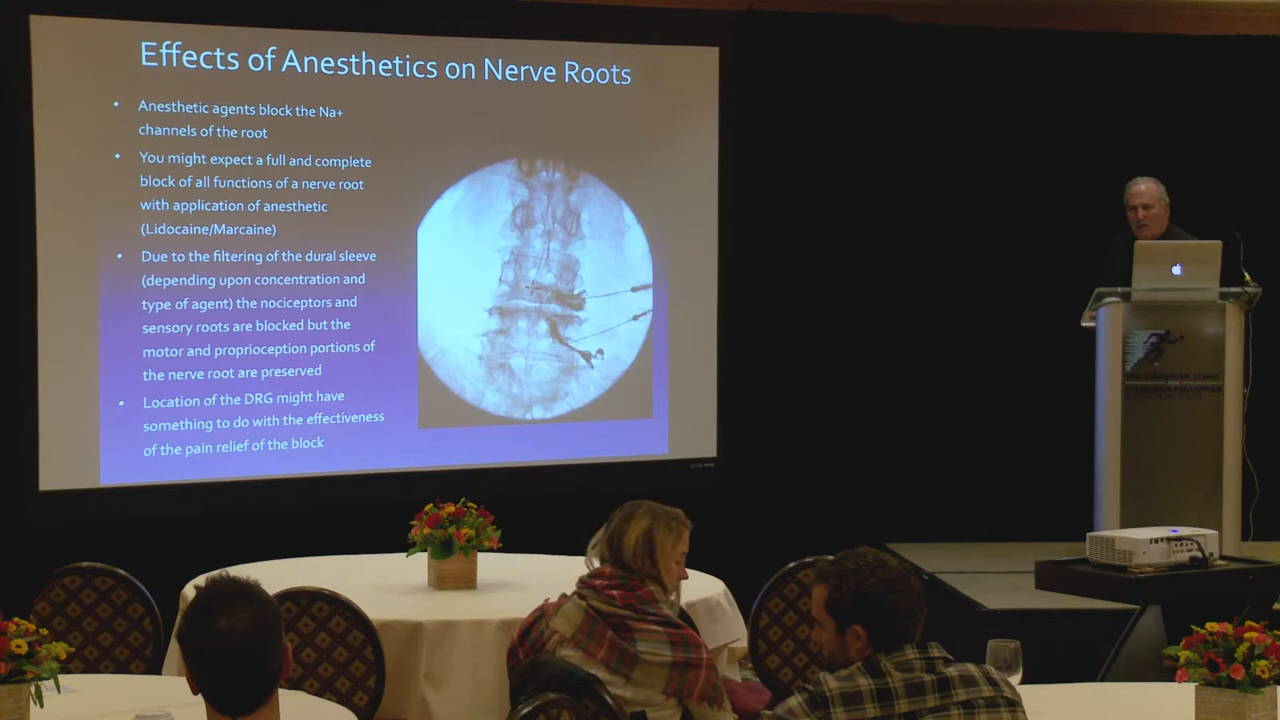 Effects of Anesthetics on Nerve Roots
• Anesthetic agents block the Na+
channels of the root
• You might expect a full and complete
block of all functions of a nerve root
with application of anesthetic
(Lidocaine/Marcaine)
• Due to the filtering of the dural sleeve
(depending upon concentration and
type of agent) the nociceptors and
sensory roots are blocked but the
motor and proprioception portions of
the nerve root are preserved
• Location of the DRG might have
something to do with the effectiveness
of the pain relief of the block